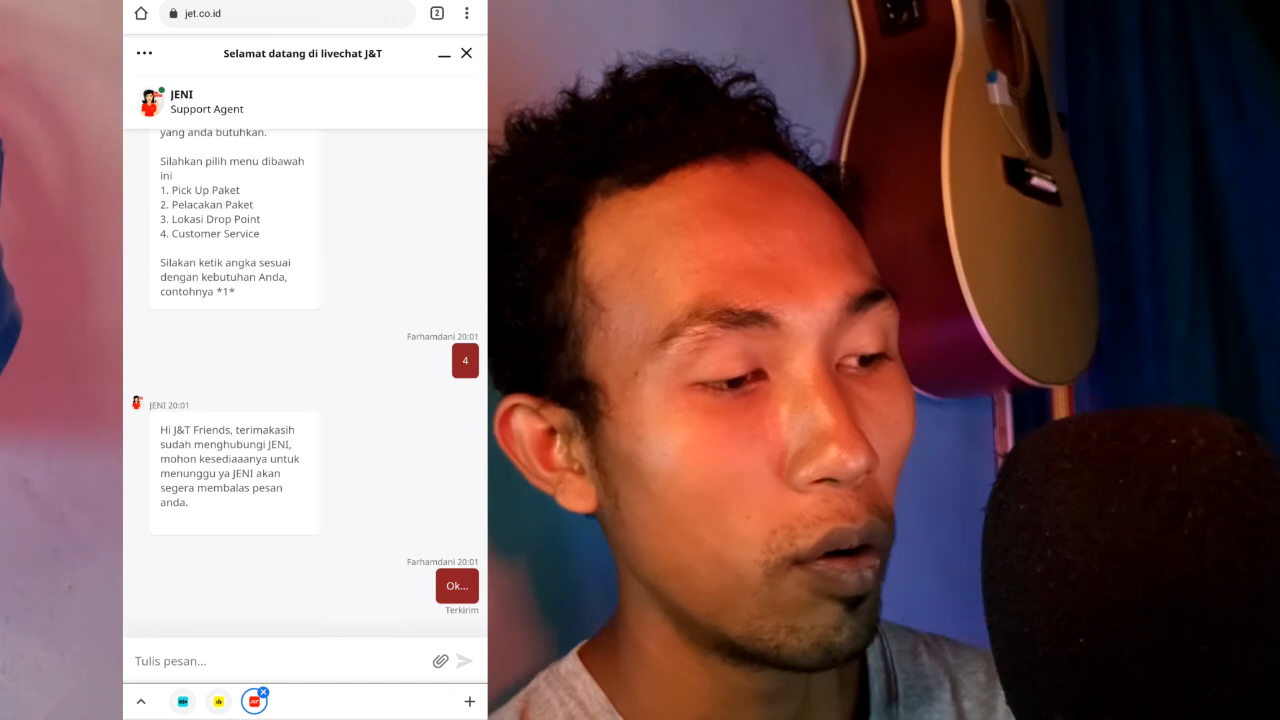 jet.co.id
2
Selamat datang di livechat J&T
JENI
Support Agent
yang anda butuhkan.
Silahkan pilih menu dibawah
ini
1. Pick Up Paket
2. Pelacakan Paket
3. Lokasi Drop Point
4. Customer Service
Silakan ketik angka sesuai
dengan kebutuhan Anda,
contohnya *1*
Farhamdani 20:01
4
JENI 20:01
Hi J&T Friends, terimakasih
sudah menghubungi JENI,
mohon kesediaaanya untuk
menunggu ya JENI akan
segera membalas pesan
anda.
Farhamdani 20:01
Ok...
Terkirim
Tulis pesan...